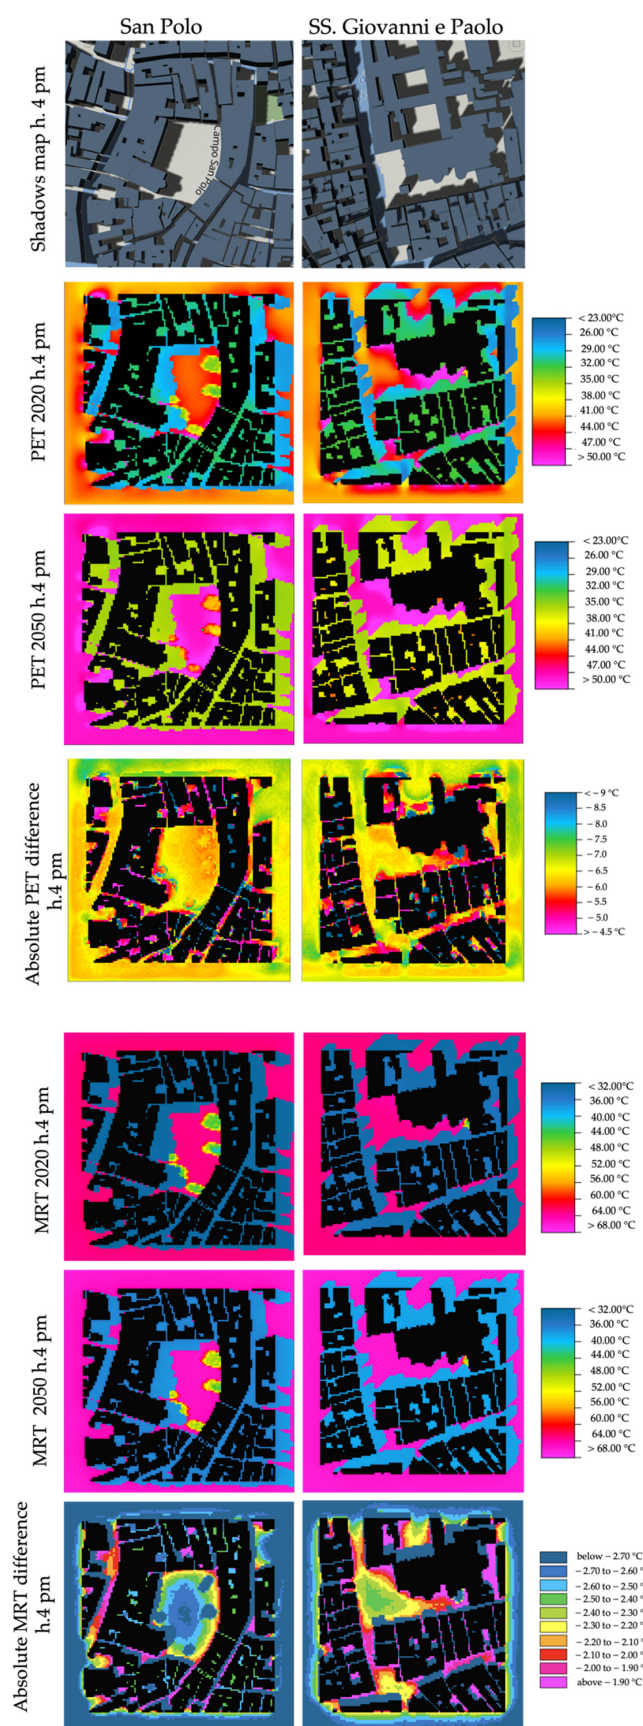 San Polo
SS. Giovanni e Paolo
Shadows map h. 4 pm
Campo San Polo
PET 2020 h.4 pm
< 23.00°C
26.00 °C
29.00 °C
32.00 °C
35.00 °C
38.00 °C
41.00 °C
44.00 °C
47.00 °C
> 50.00 °C
PET 2050 h.4 pm
< 23.00°C
26.00 °C
29.00 °C
32.00 °C
35.00 °C
38.00 °C
41.00 °C
44.00 °C
47.00 °C
> 50.00 °C
Absolute PET difference
h.4 pm
< − 9 °C
− 8.5
− 8.0
− 7.5
− 7.0
− 6.5
− 6.0
− 5.5
− 5.0
> − 4.5 °C
MRT 2020 h.4 pm
< 32.00°C
36.00 °C
40.00 °C
44.00 °C
48.00 °C
52.00 °C
56.00 °C
60.00 °C
64.00 °C
> 68.00 °C
MRT 2050 h.4 pm
< 32.00°C
36.00 °C
40.00 °C
44.00 °C
48.00 °C
52.00 °C
56.00 °C
60.00 °C
64.00 °C
> 68.00 °C
Absolute MRT difference
h.4 pm
below − 2.70 °C
− 2.70 to − 2.60 °
− 2.60 to − 2.50 °
− 2.50 to − 2.40 °
− 2.40 to − 2.30 °
− 2.30 to − 2.20 °
− 2.20 to − 2.10 °
− 2.10 to − 2.00 °
− 2.00 to − 1.90 °
above − 1.90 °C